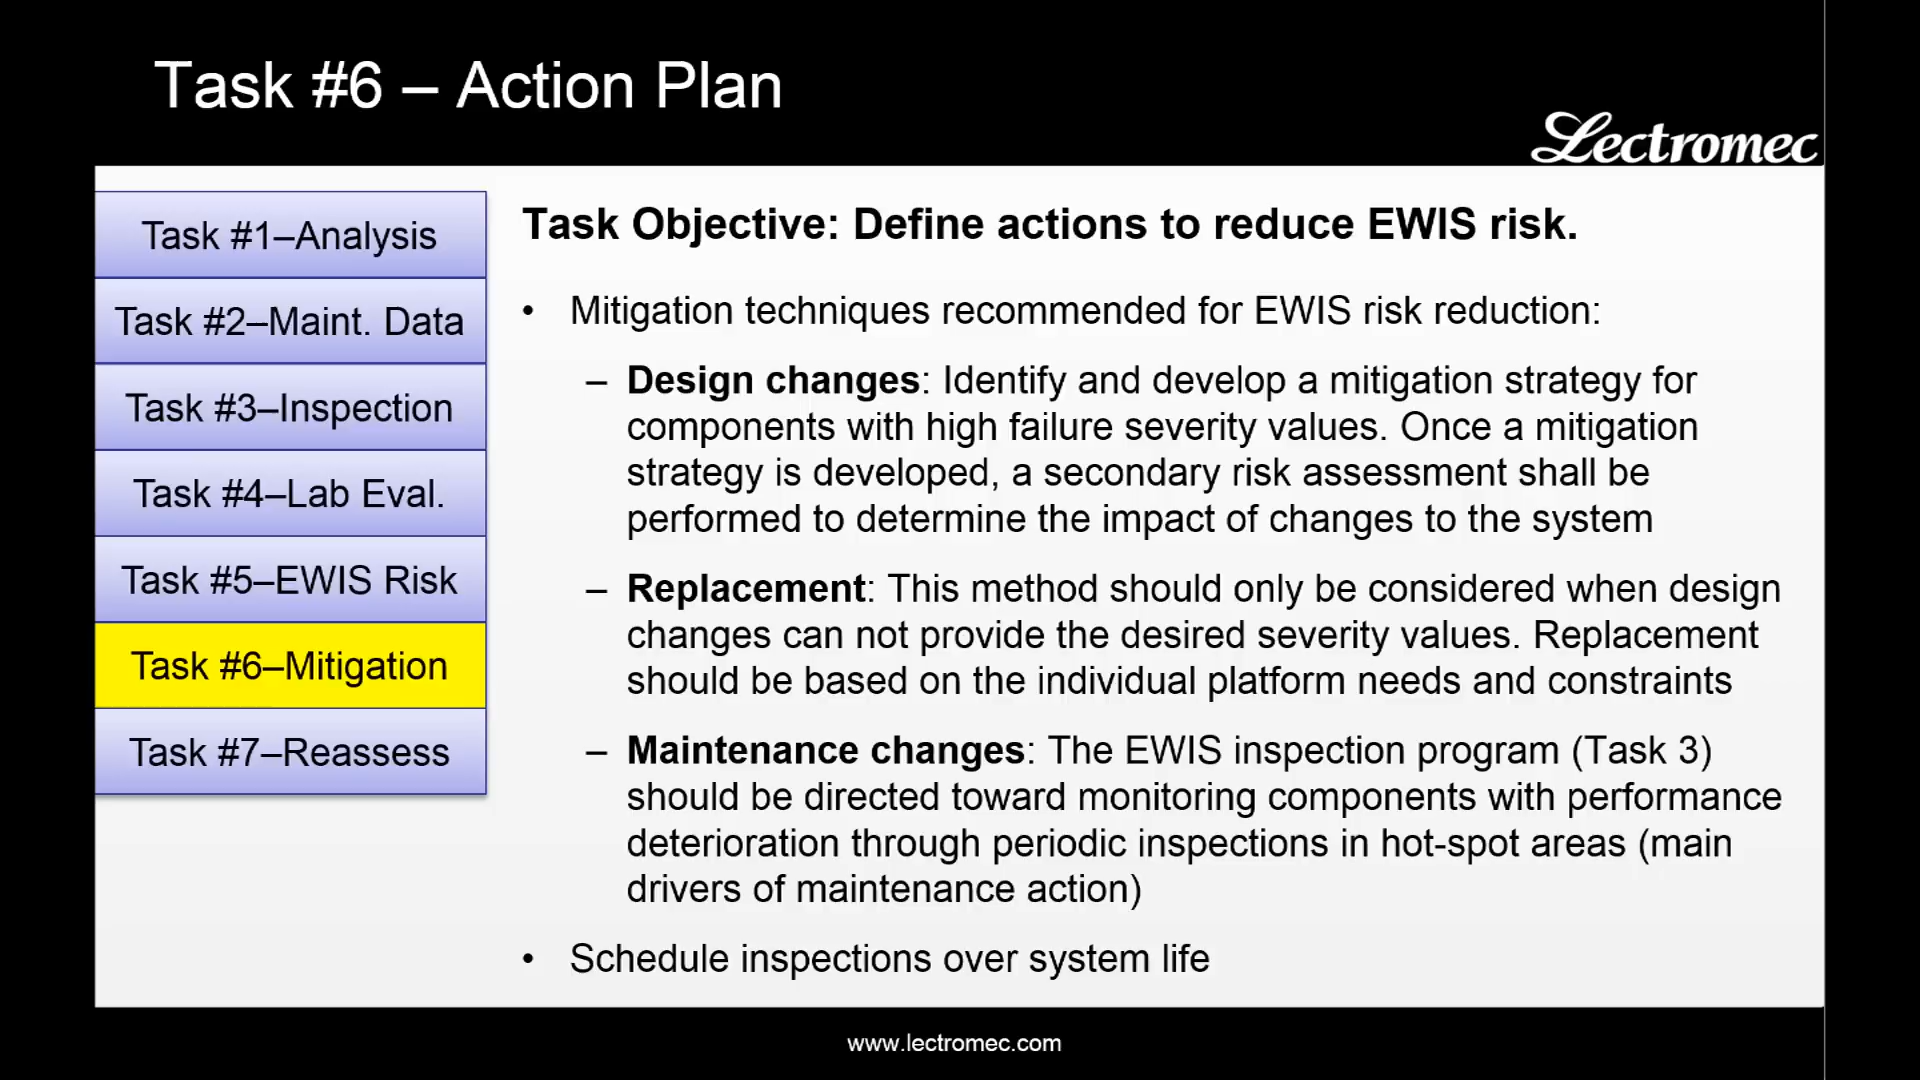 Task #6 – Action Plan
Lectromec
Task #1–Analysis
Task #2–Maint. Data
Task #3–Inspection
Task #4–Lab Eval.
Task #5–EWIS Risk
Task #6–Mitigation
Task #7–Reassess
Task Objective: Define actions to reduce EWIS risk.
• Mitigation techniques recommended for EWIS risk reduction:
– Design changes: Identify and develop a mitigation strategy for
components with high failure severity values. Once a mitigation
strategy is developed, a secondary risk assessment shall be
performed to determine the impact of changes to the system
– Replacement: This method should only be considered when design
changes can not provide the desired severity values. Replacement
should be based on the individual platform needs and constraints
– Maintenance changes: The EWIS inspection program (Task 3)
should be directed toward monitoring components with performance
deterioration through periodic inspections in hot-spot areas (main
drivers of maintenance action)
• Schedule inspections over system life
www.lectromec.com